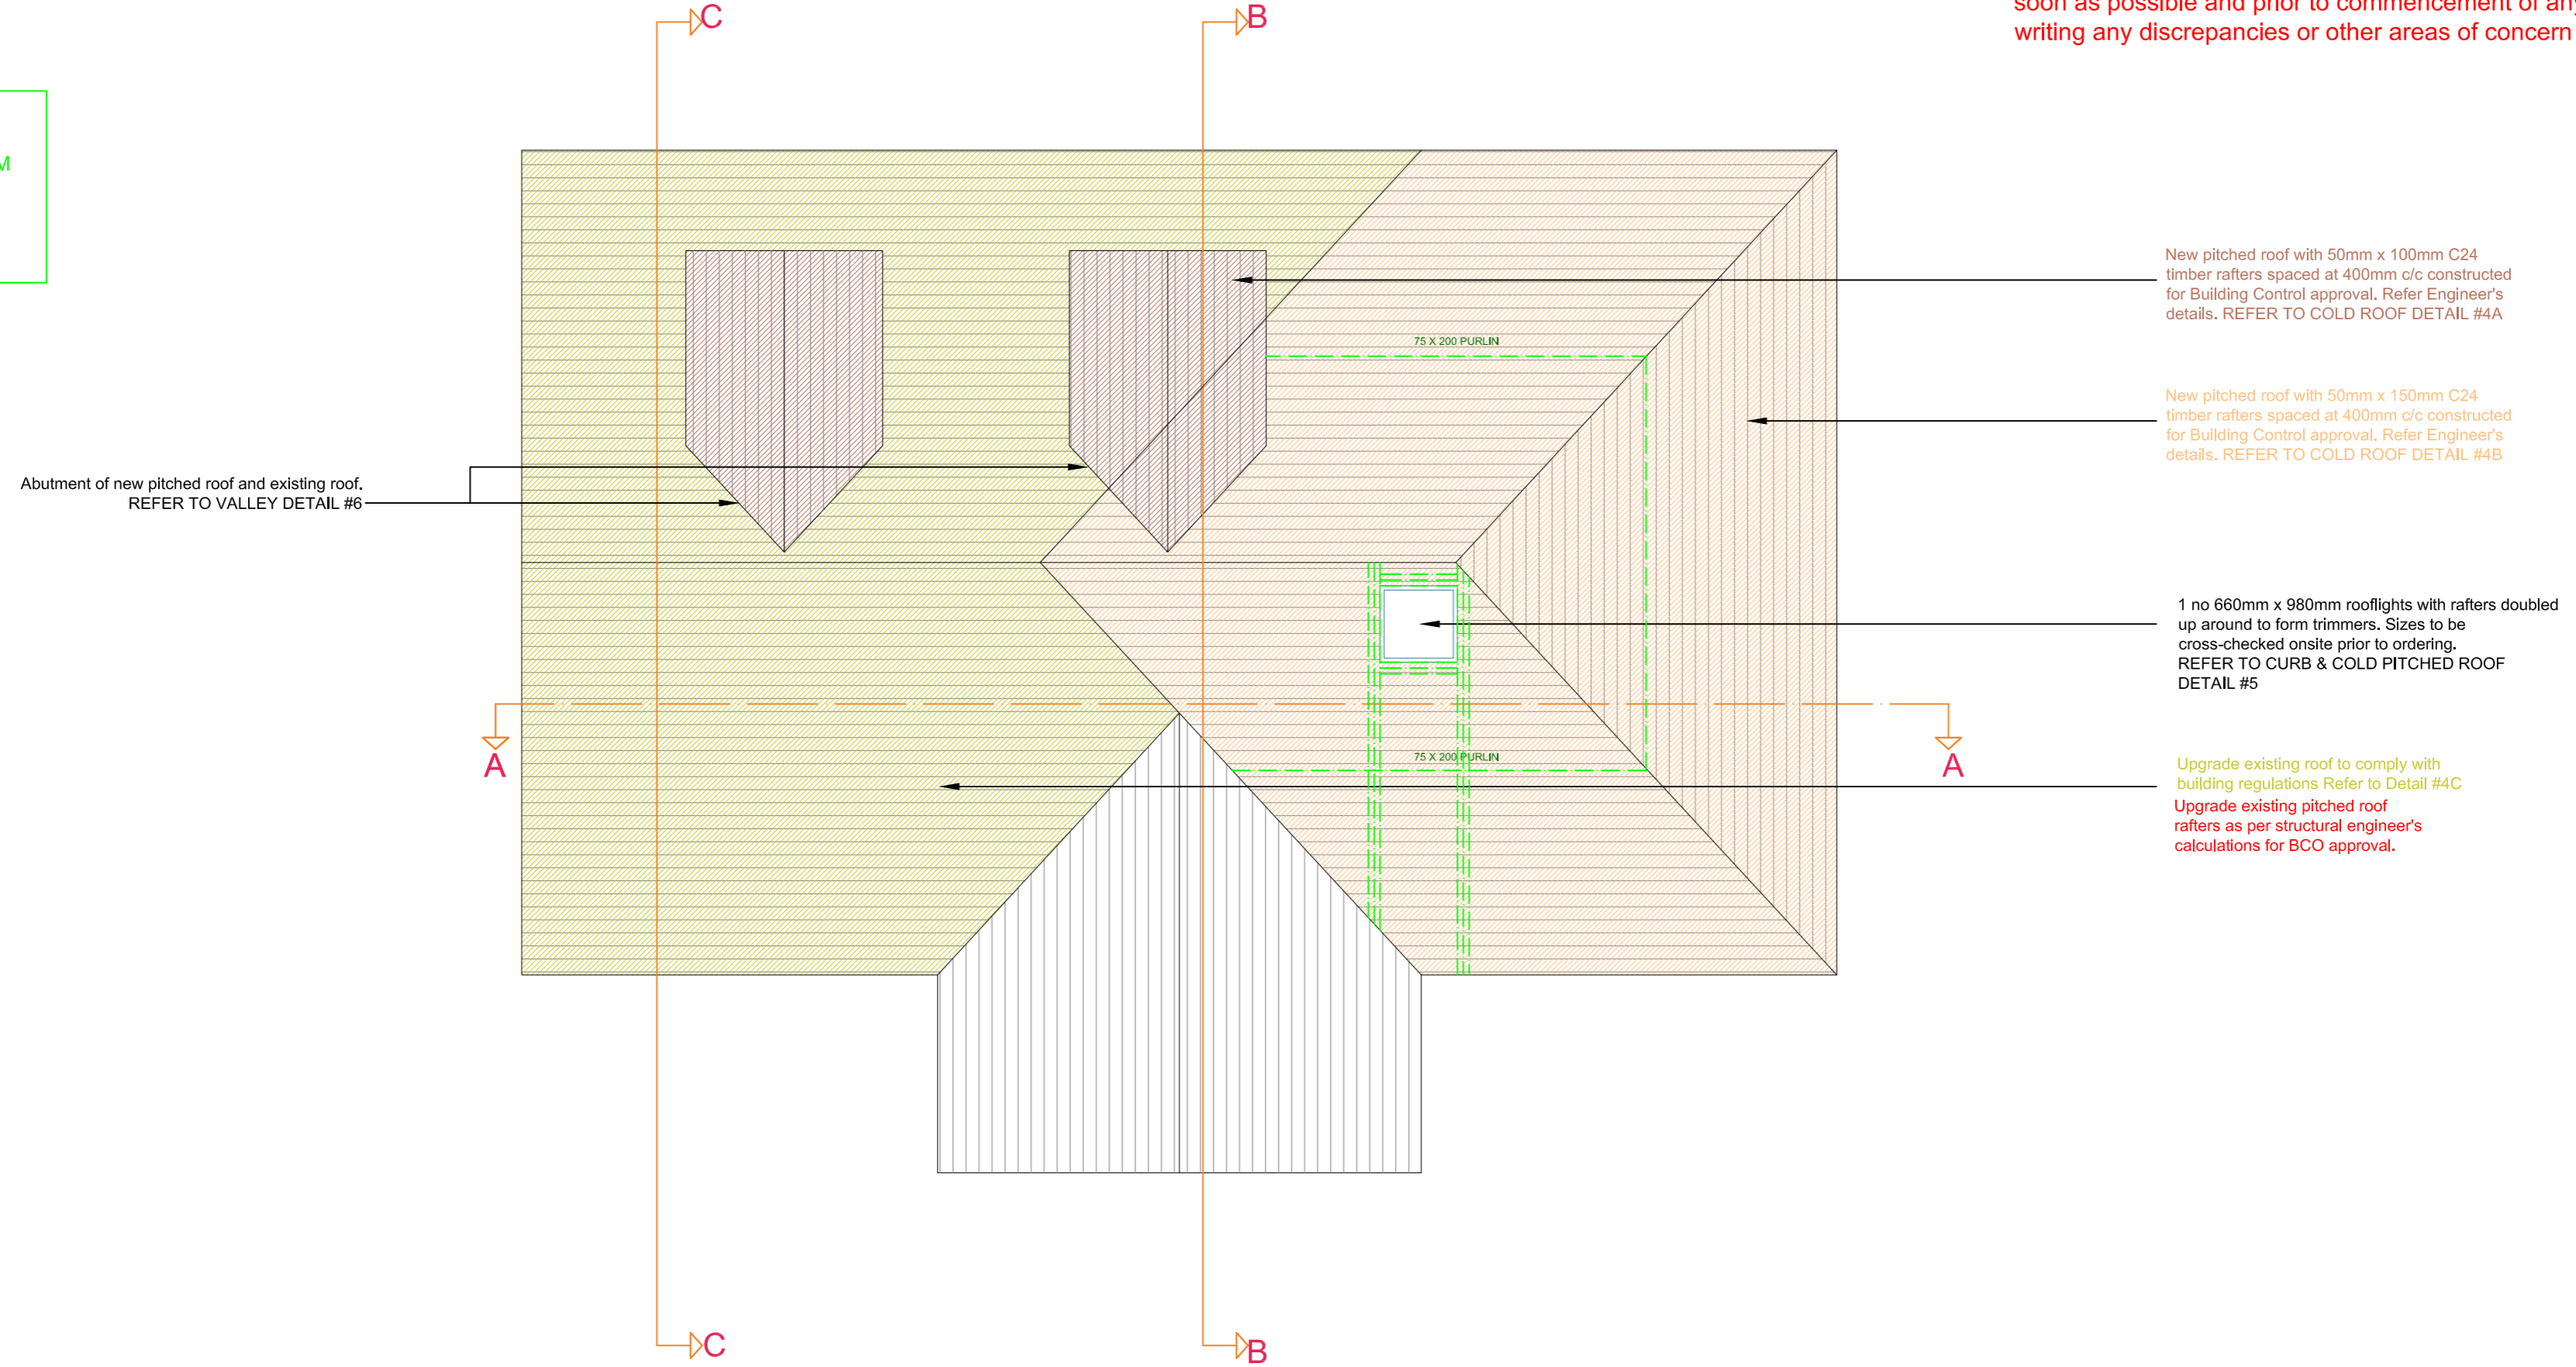 soon as possible and prior to commencement of any
writing any discrepancies or other areas of concern
C
B
M
New pitched roof with 50mm x 100mm C24
timber rafters spaced at 400mm c/c constructed
for Building Control approval. Refer Engineer's
details. REFER TO COLD ROOF DETAIL #4A
75 X 200 PURLIN
New pitched roof with 50mm x 150mm C24
timber rafters spaced at 400mm c/c constructed
for Building Control approval. Refer Engineer's
details. REFER TO COLD ROOF DETAIL #4B
Abutment of new pitched roof and existing roof.
REFER TO VALLEY DETAIL #6
1 no 660mm x 980mm rooflights with rafters doubled
up around to form trimmers. Sizes to be
cross-checked onsite prior to ordering.
REFER TO CURB & COLD PITCHED ROOF
DETAIL #5
A
A
75 X 200 PURLIN
Upgrade existing roof to comply with
building regulations Refer to Detail #4C
Upgrade existing pitched roof
rafters as per structural engineer's
calculations for BCO approval.
C
B